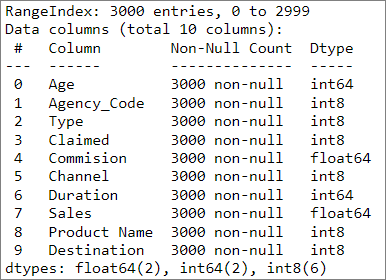 RangeIndex: 3000 entries, 0 to 2999
Data columns (total 10 columns):
 #   Column        Non-Null Count  Dtype
---  ------        --------------  -----
 0   Age           3000 non-null   int64
 1   Agency_Code   3000 non-null   int8
 2   Type          3000 non-null   int8
 3   Claimed       3000 non-null   int8
 4   Commision     3000 non-null   float64
 5   Channel       3000 non-null   int8
 6   Duration      3000 non-null   int64
 7   Sales         3000 non-null   float64
 8   Product Name  3000 non-null   int8
 9   Destination   3000 non-null   int8
dtypes: float64(2), int64(2), int8(6)